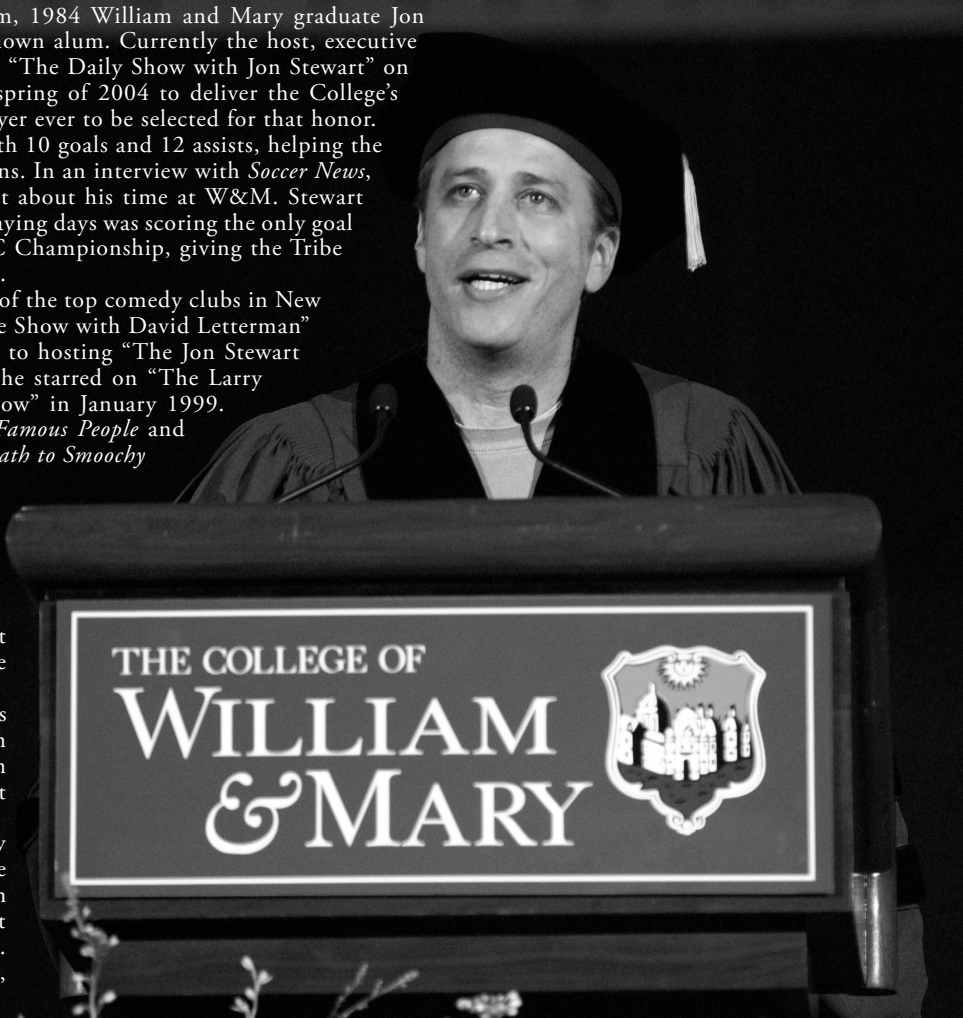 m, 1984 William and Mary graduate Jon
nown alum. Currently the host, executive
“The Daily Show with Jon Stewart” on
spring of 2004 to deliver the College’s
yer ever to be selected for that honor.
th 10 goals and 12 assists, helping the
ns. In an interview with Soccer News,
t about his time at W&M. Stewart
aying days was scoring the only goal
C Championship, giving the Tribe
.
of the top comedy clubs in New
e Show with David Letterman”
to hosting “The Jon Stewart
he starred on “The Larry
ow” in January 1999.
Famous People and
ath to Smoochy
t
e
s
n
n
t
y
e
n
t
.
,
THE COLLEGE OF
WILLIAM
& MARY